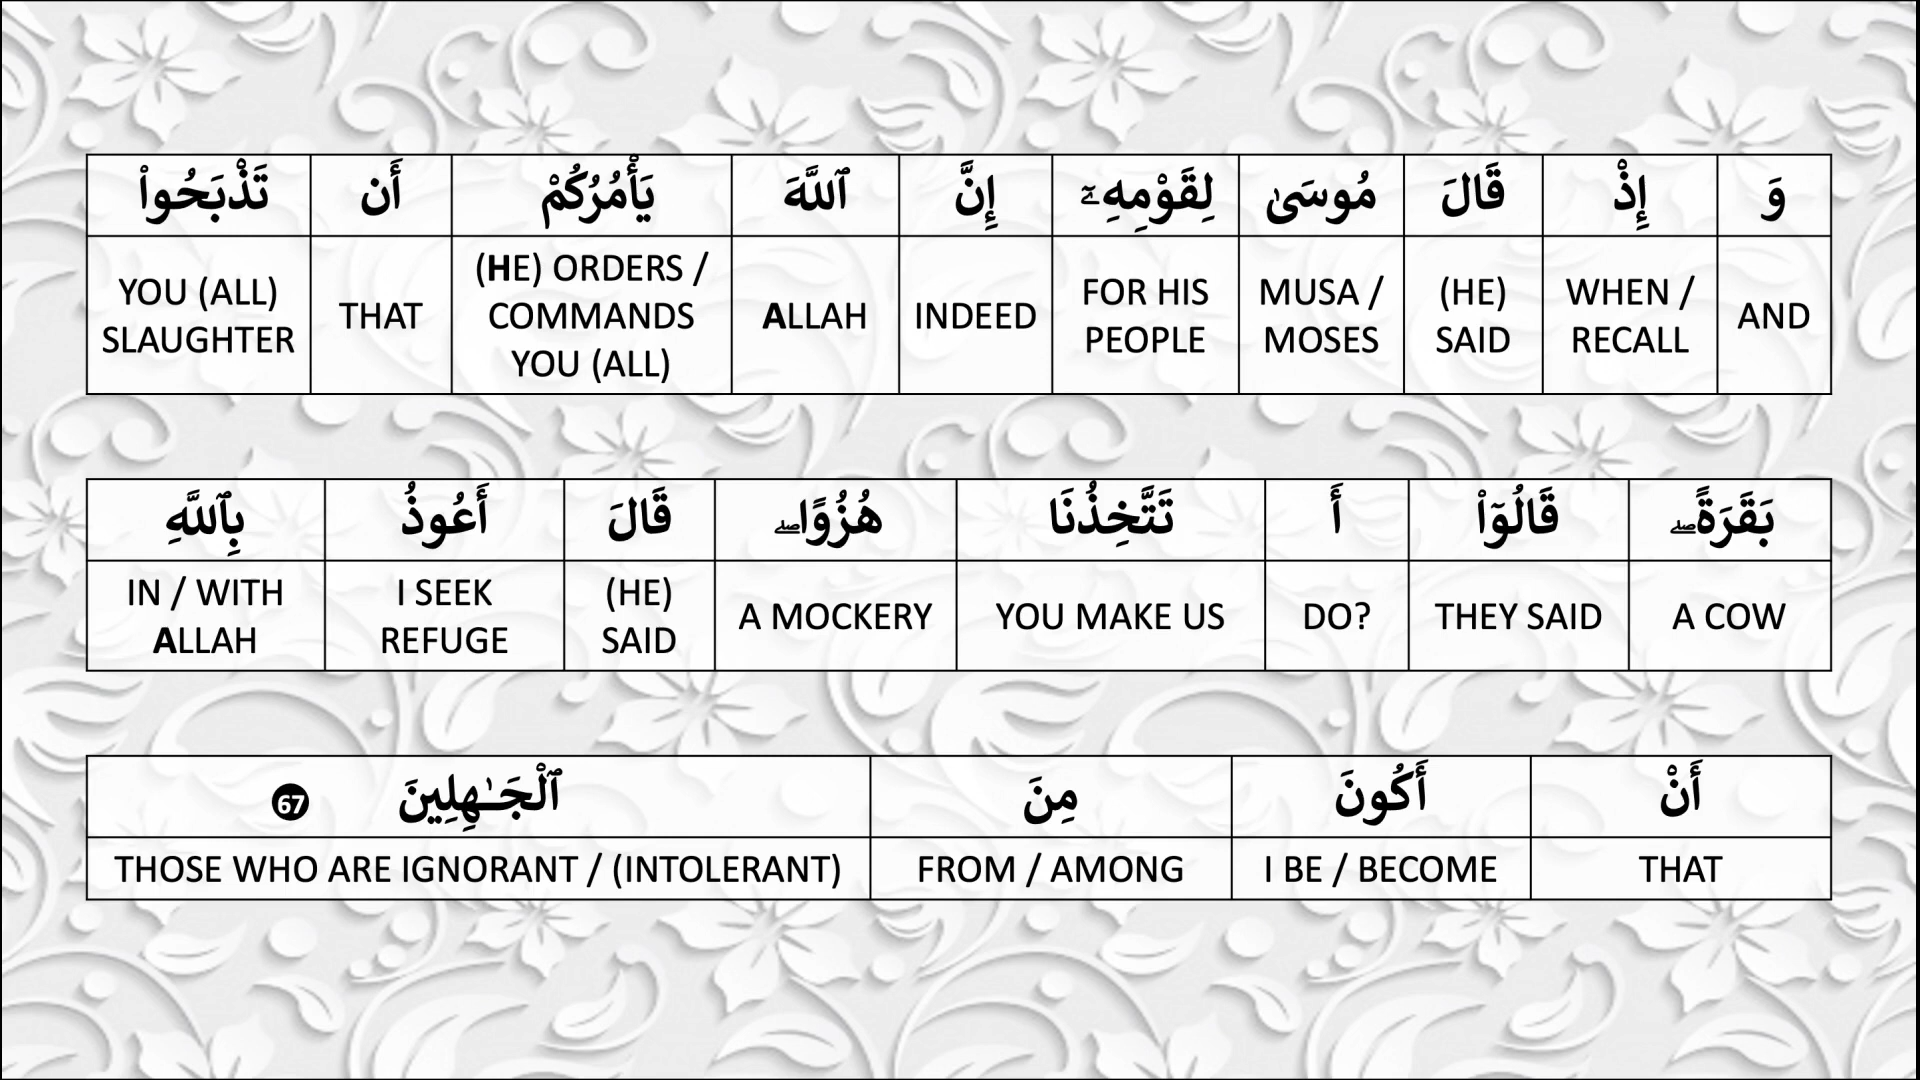 وَ إِذْ قَالَ مُوسَىٰ لِقَوْمِهِۦٓ إِنَّ ٱللَّهَ يَأْمُرُكُمْ أَن تَذْبَحُوا۟
AND WHEN / RECALL (HE) SAID MUSA / MOSES FOR HIS PEOPLE INDEED ALLAH (HE) ORDERS / COMMANDS YOU (ALL) THAT YOU (ALL) SLAUGHTER
بَقَرَةًۖ قَالُوٓا۟ أَ تَتَّخِذُنَا هُزُوًاۖ قَالَ أَعُوذُ بِٱللَّهِ
A COW THEY SAID DO? YOU MAKE US A MOCKERY (HE) SAID I SEEK REFUGE IN / WITH ALLAH
أَنْ أَكُونَ مِنَ ٱلْجَـٰهِلِينَ 67
THAT I BE / BECOME FROM / AMONG THOSE WHO ARE IGNORANT / (INTOLERANT)